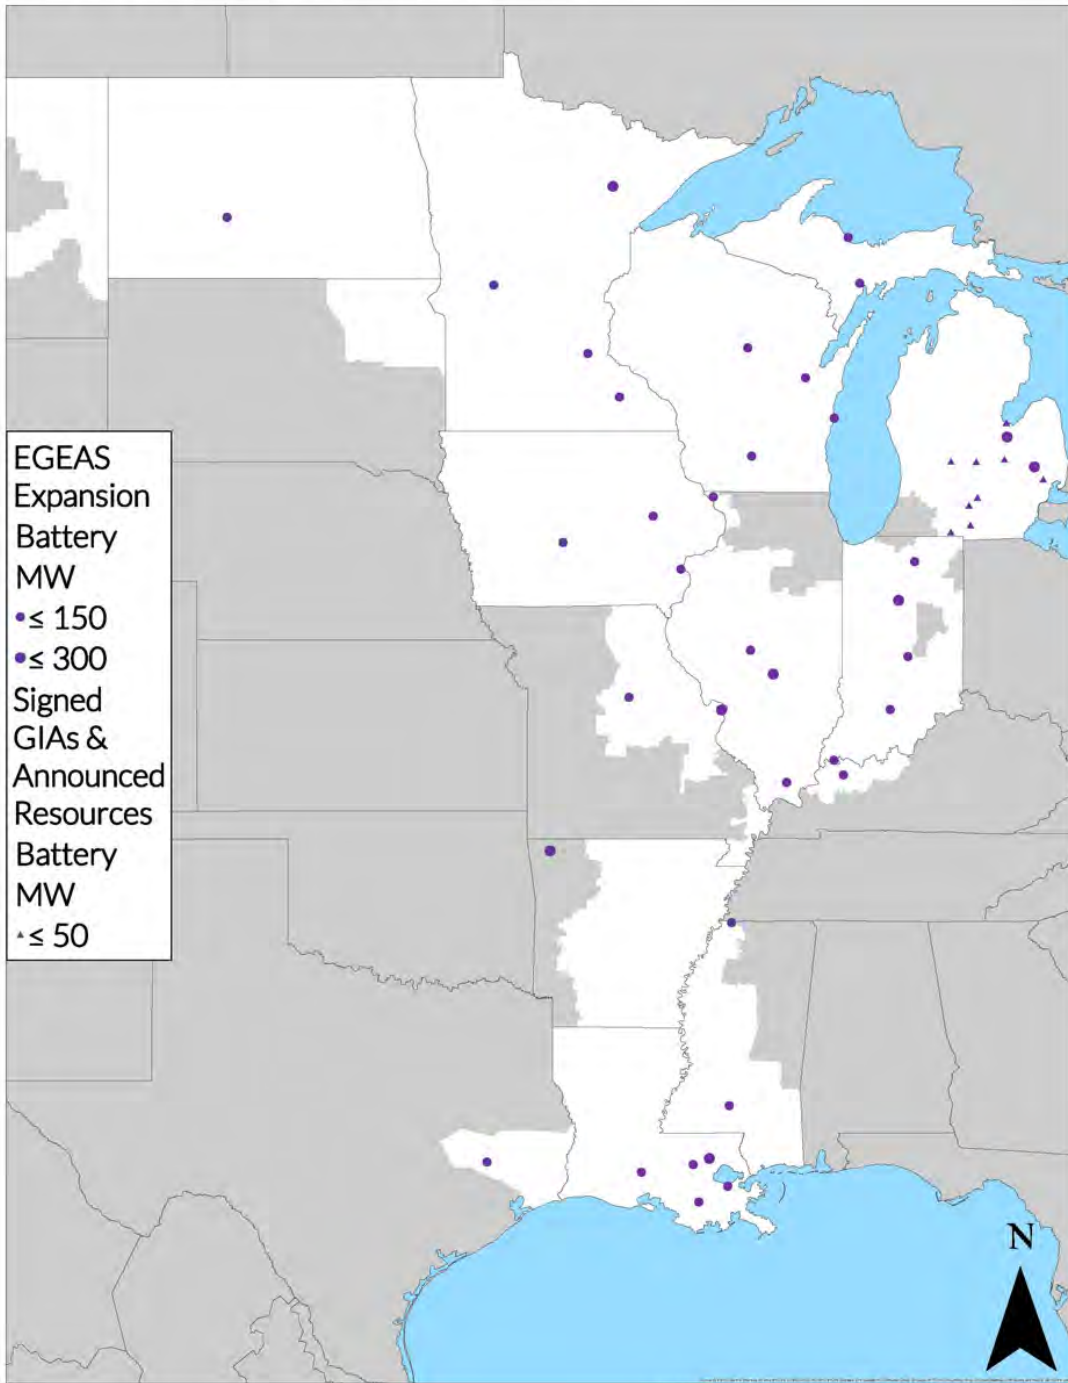 EGEAS
Expansion
Battery
MW
≤ 150
≤ 300
Signed
GIAs &
Announced
Resources
Battery
MW
≤ 50
N